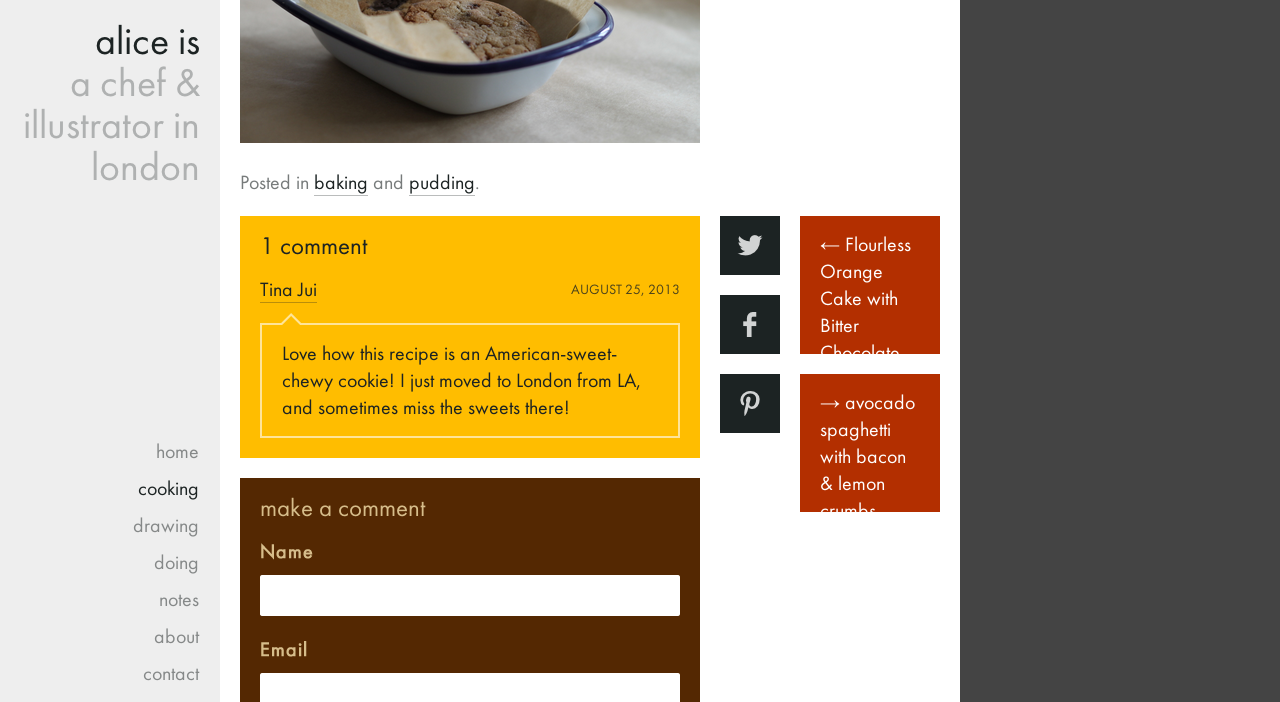 alice is
a chef &
illustrator in
london
home
cooking
drawing
doing
notes
about
contact
Posted in baking and pudding.
1 comment
Tina Jui
AUGUST 25, 2013
Love how this recipe is an American-sweet-
chewy cookie! I just moved to London from LA,
and sometimes miss the sweets there!
make a comment
Name
Email
← Flourless
Orange
Cake with
Bitter
Chocolate
→ avocado
spaghetti
with bacon
& lemon
crumbs